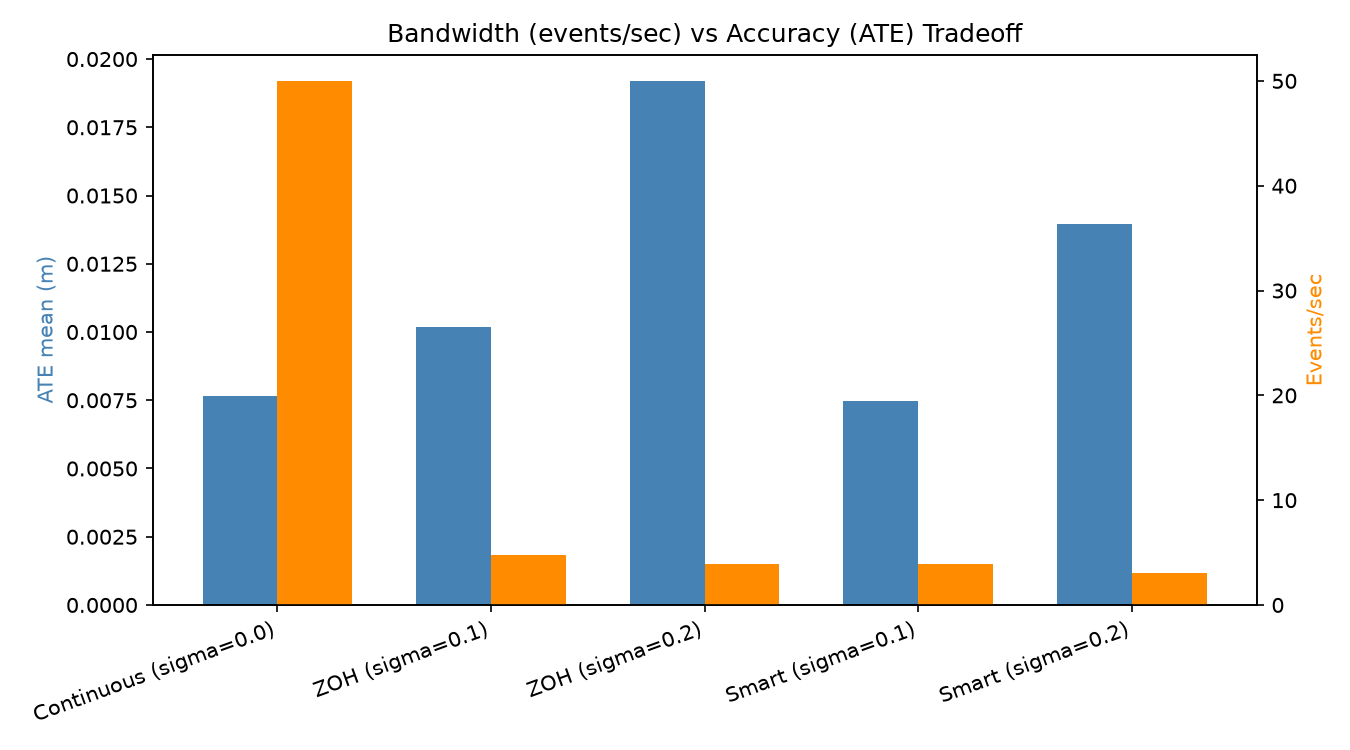 Bandwidth (events/sec) vs Accuracy (ATE) Tradeoff
0.0200
0.0175
0.0150
0.0125
0.0100
0.0075
0.0050
0.0025
0.0000
ATE mean (m)
50
40
30
20
10
0
Events/sec
Continuous (sigma=0.0)
ZOH (sigma=0.1)
ZOH (sigma=0.2)
Smart (sigma=0.1)
Smart (sigma=0.2)